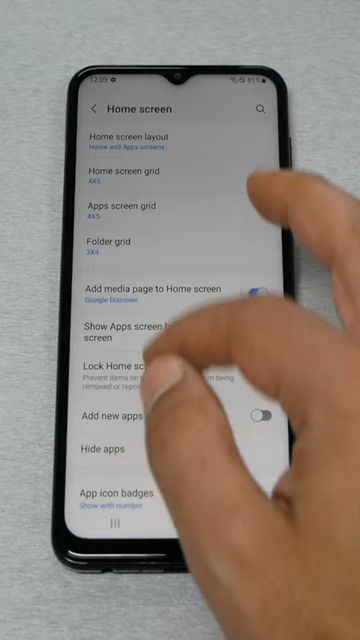 12:09
81%
Home screen
Home screen layout
Home and Apps screens
Home screen grid
4X5
Apps screen grid
4X5
Folder grid
3X4
Add media page to Home screen
Google Discover
Show Apps screen
screen
Lock Home
Prevent items on being
removed or
Add new apps
Hide apps
App icon badges
Show with number